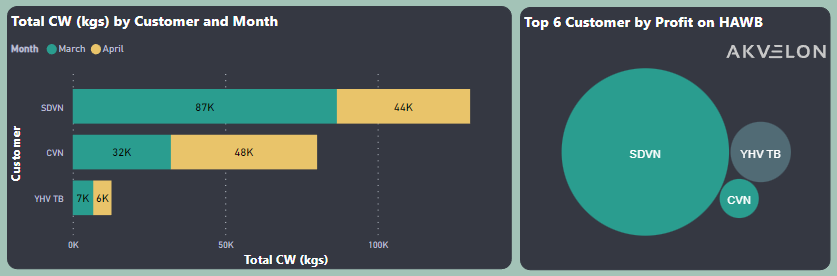 Total CW (kgs) by Customer and Month
Month March April
Customer
SDVN 87K 44K
CVN 32K 48K
YHV TB 7K 6K
0K 50K 100K
Total CW (kgs)
Top 6 Customer by Profit on HAWB
AKVELON
SDVN
YHV TB
CVN